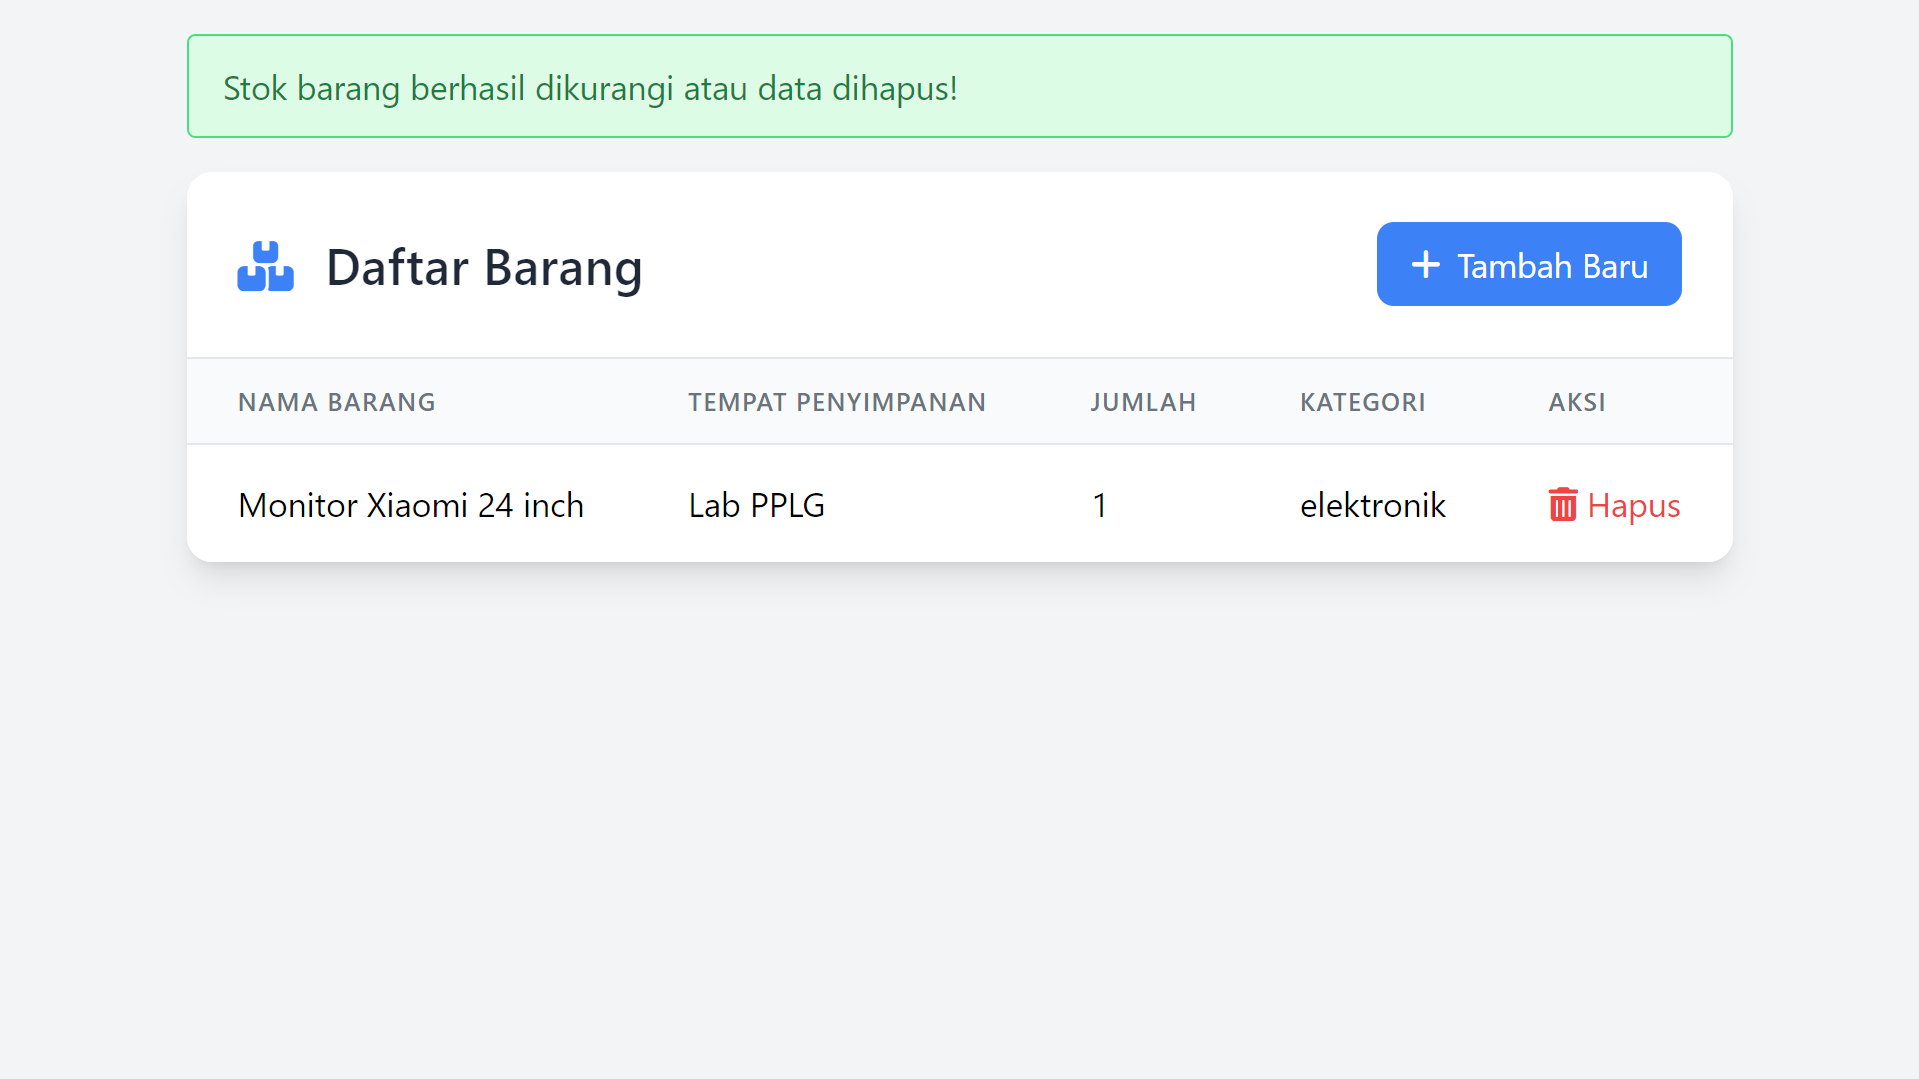 Stok barang berhasil dikurangi atau data dihapus!
Daftar Barang
Tambah Baru
NAMA BARANG TEMPAT PENYIMPANAN JUMLAH KATEGORI AKSI
Monitor Xiaomi 24 inch Lab PPLG 1 elektronik Hapus